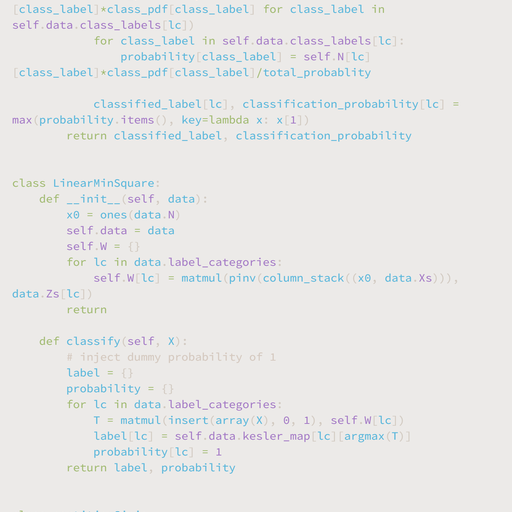 [class_label]*class_pdf[class_label] for class_label in
self.data.class_labels[lc])
            for class_label in self.data.class_labels[lc]:
                probability[class_label] = self.N[lc]
[class_label]*class_pdf[class_label]/total_probablity
            classified_label[lc], classification_probability[lc] =
max(probability.items(), key=lambda x: x[1])
        return classified_label, classification_probability
class LinearMinSquare:
    def __init__(self, data):
        x0 = ones(data.N)
        self.data = data
        self.W = {}
        for lc in data.label_categories:
            self.W[lc] = matmul(pinv(column_stack((x0, data.Xs))),
data.Zs[lc])
        return
    def classify(self, X):
        # inject dummy probability of 1
        label = {}
        probability = {}
        for lc in data.label_categories:
            T = matmul(insert(array(X), 0, 1), self.W[lc])
            label[lc] = self.data.kesler_map[lc][argmax(T)]
            probability[lc] = 1
        return label, probability